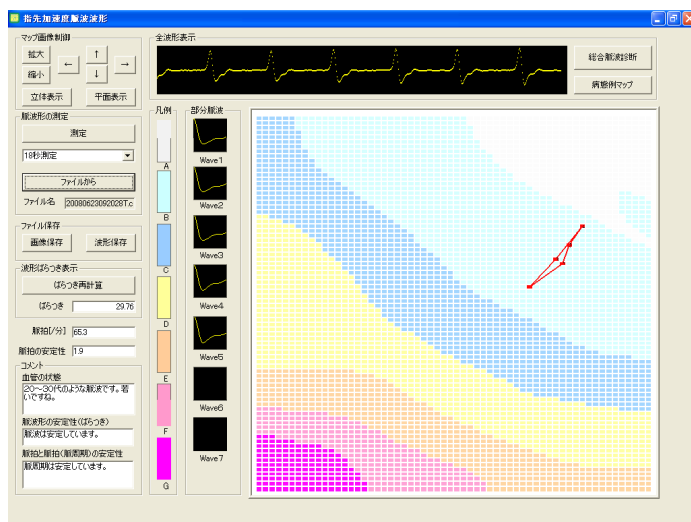 指先加速度脈波波形
マップ画像制御
拡大
↑
←
→
縮小
↓
立体表示
平面表示
脈波形の測定
測定
18秒測定
ファイルから
ファイル名
20080623092028T.c
ファイル保存
画像保存
波形保存
波形ばらつき表示
ばらつき再計算
ばらつき
29.76
脈拍[/分]
65.3
脈拍の安定性
1.9
コメント
血管の状態
20～30代のような脈波です。若
いですね。
脈波形の安定性(ばらつき)
脈波は安定しています。
脈拍と脈拍(脈周期)の安定性
脈周期は安定しています。
全波形表示
総合脈波診断
病態例マップ
凡例
A
B
C
D
E
F
G
部分脈波
Wave1
Wave2
Wave3
Wave4
Wave5
Wave6
Wave7